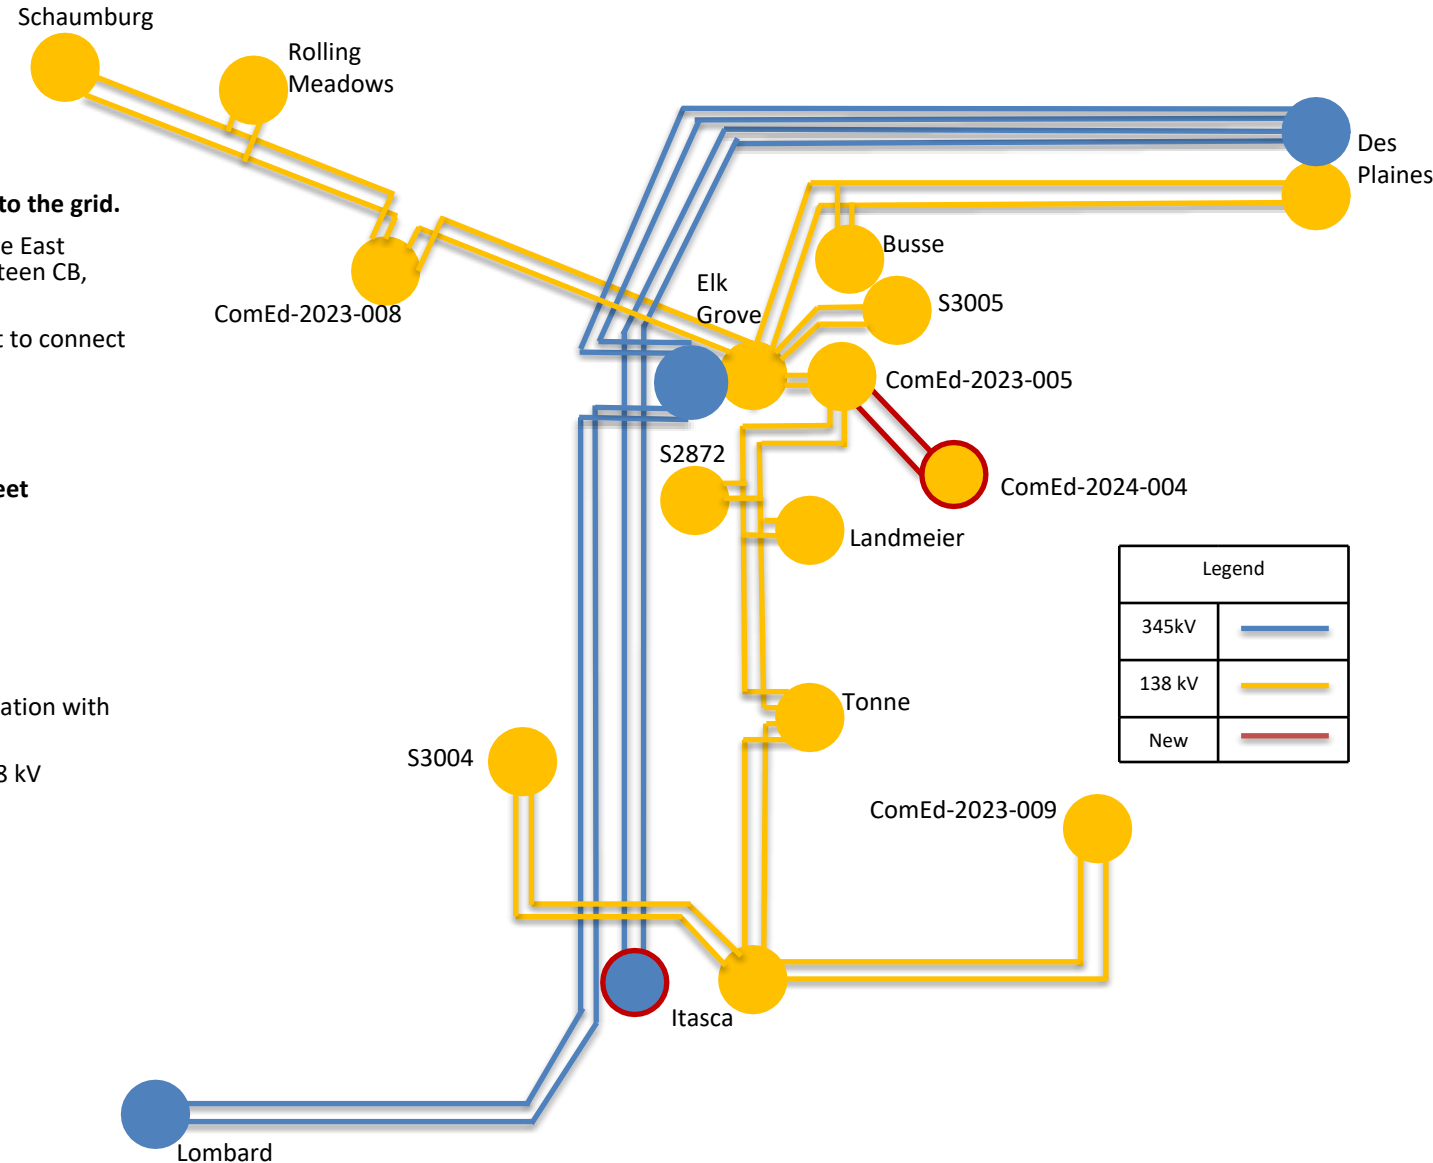 Schaumburg
Rolling
Meadows
Des
Plaines
to the grid.
e East
teen CB,
t to connect
Busse
Elk
Grove
S3005
ComEd-2023-008
ComEd-2023-005
S2872
eet
ComEd-2024-004
Landmeier
Legend
345kV
138 kV
New
ation with
Tonne
S3004
8 kV
ComEd-2023-009
Itasca
Lombard